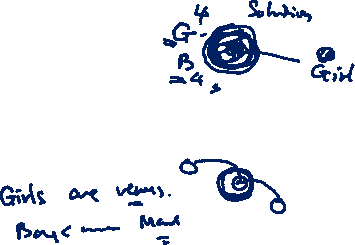 4 Solution
G
B
4
Girl
Girls are venus.
Boys — Mars